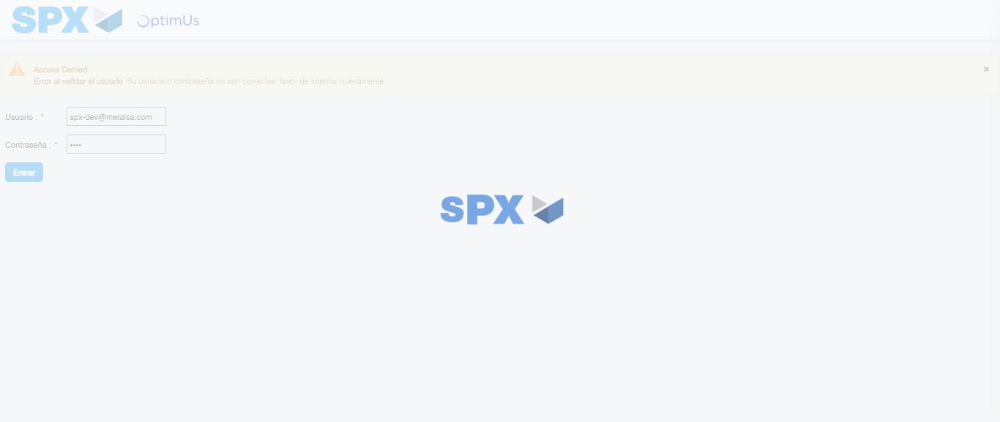 SPX OptimUs
Access Denied
Error al validar el usuario Su usuario o contraseña no son correctos, favor de intentar nuevamente
Usuario : * spx-dev@metalsa.com
Contraseña : * ••••
Entrar
SPX